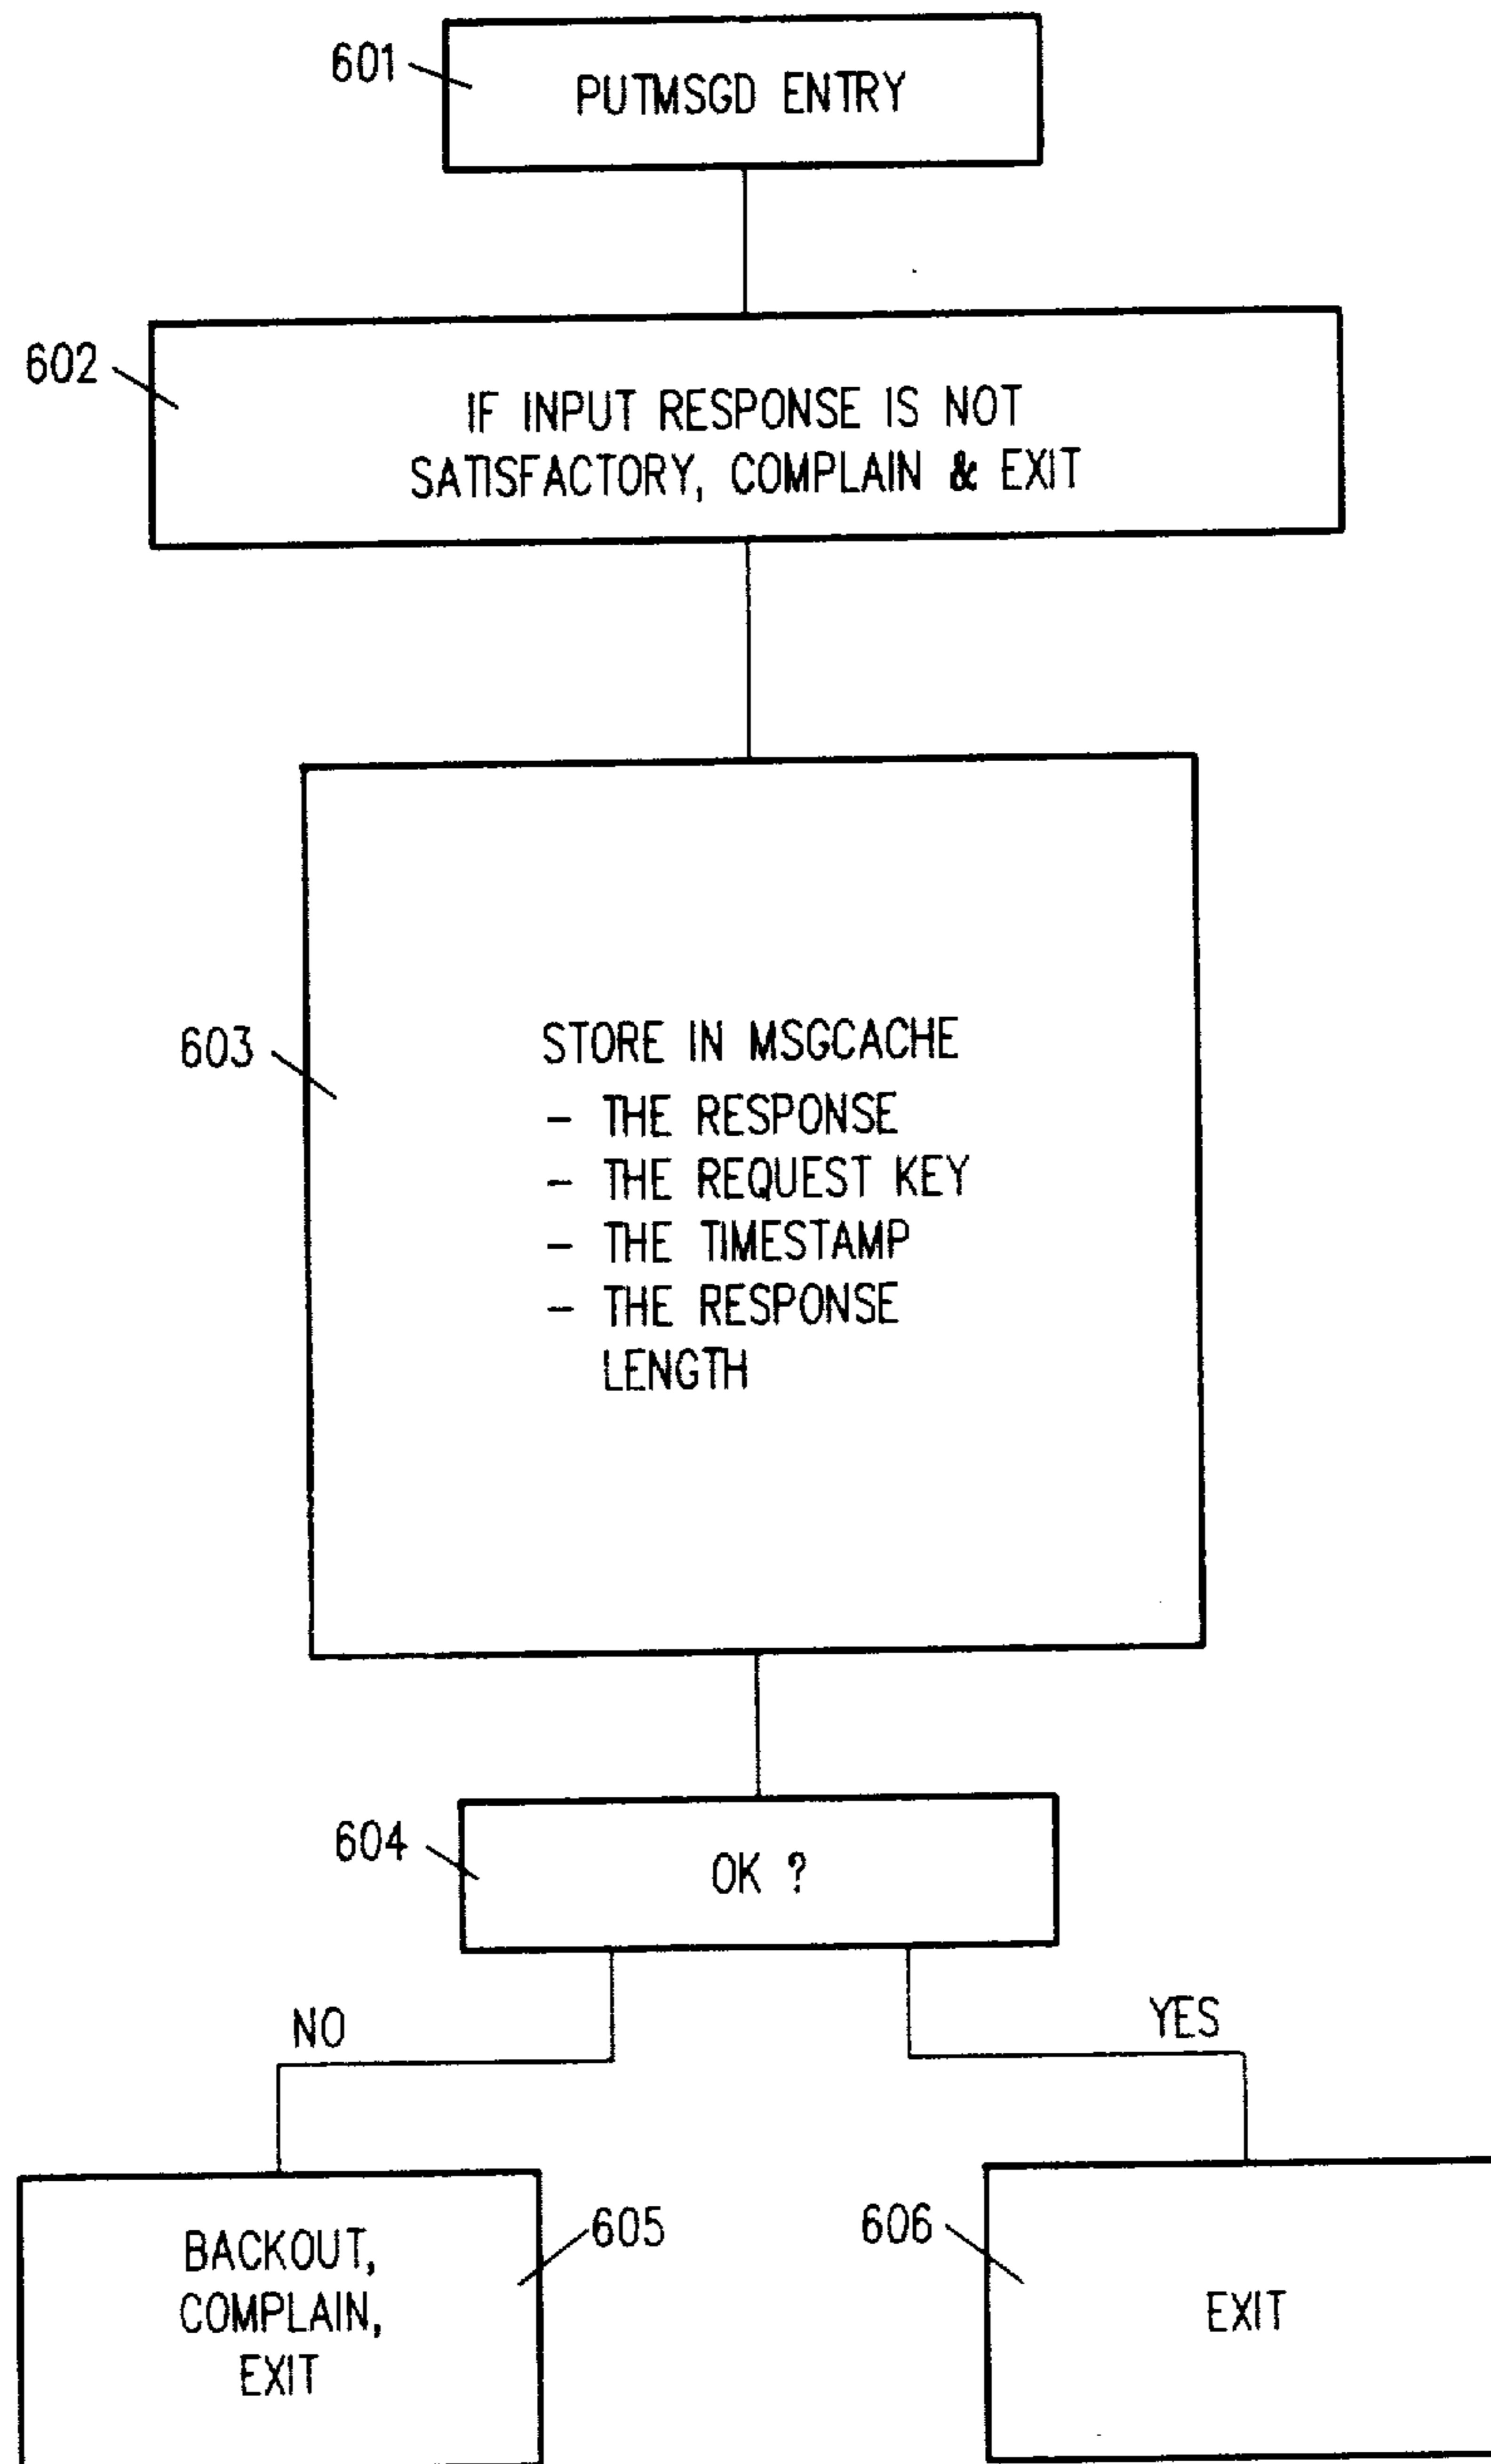 601
PUTMSGD ENTRY
602
IF INPUT RESPONSE IS NOT
SATISFACTORY, COMPLAIN & EXIT
603
STORE IN MSGCACHE
- THE RESPONSE
- THE REQUEST KEY
- THE TIMESTAMP
- THE RESPONSE
LENGTH
604
OK ?
NO
YES
BACKOUT,
COMPLAIN,
EXIT
605
606
EXIT